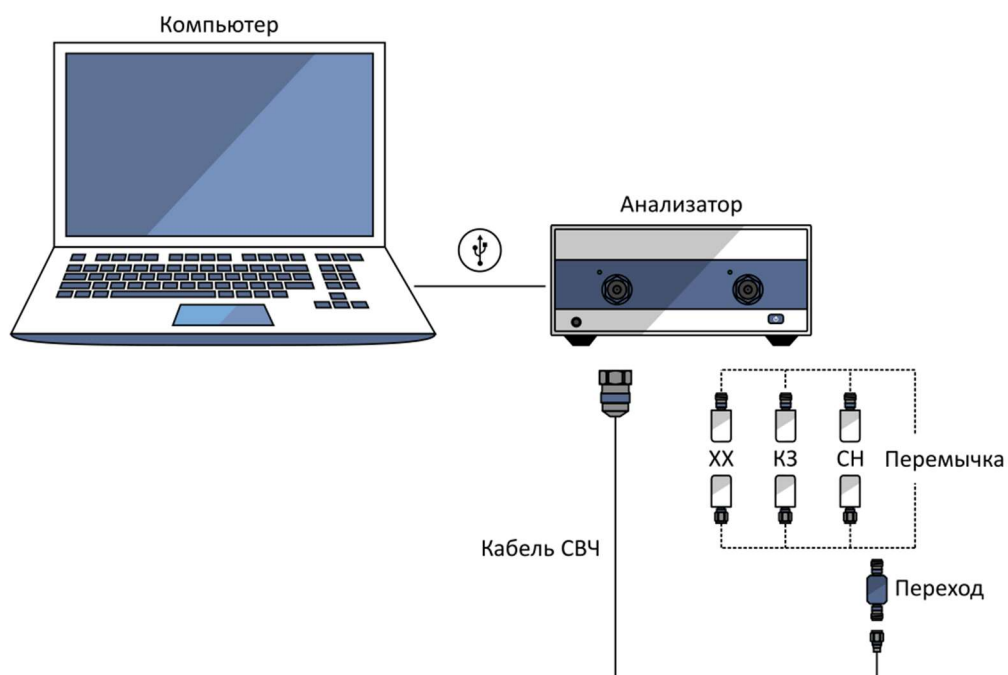 Компьютер
Анализатор
ХХ КЗ СН Перемычка
Кабель СВЧ
Переход